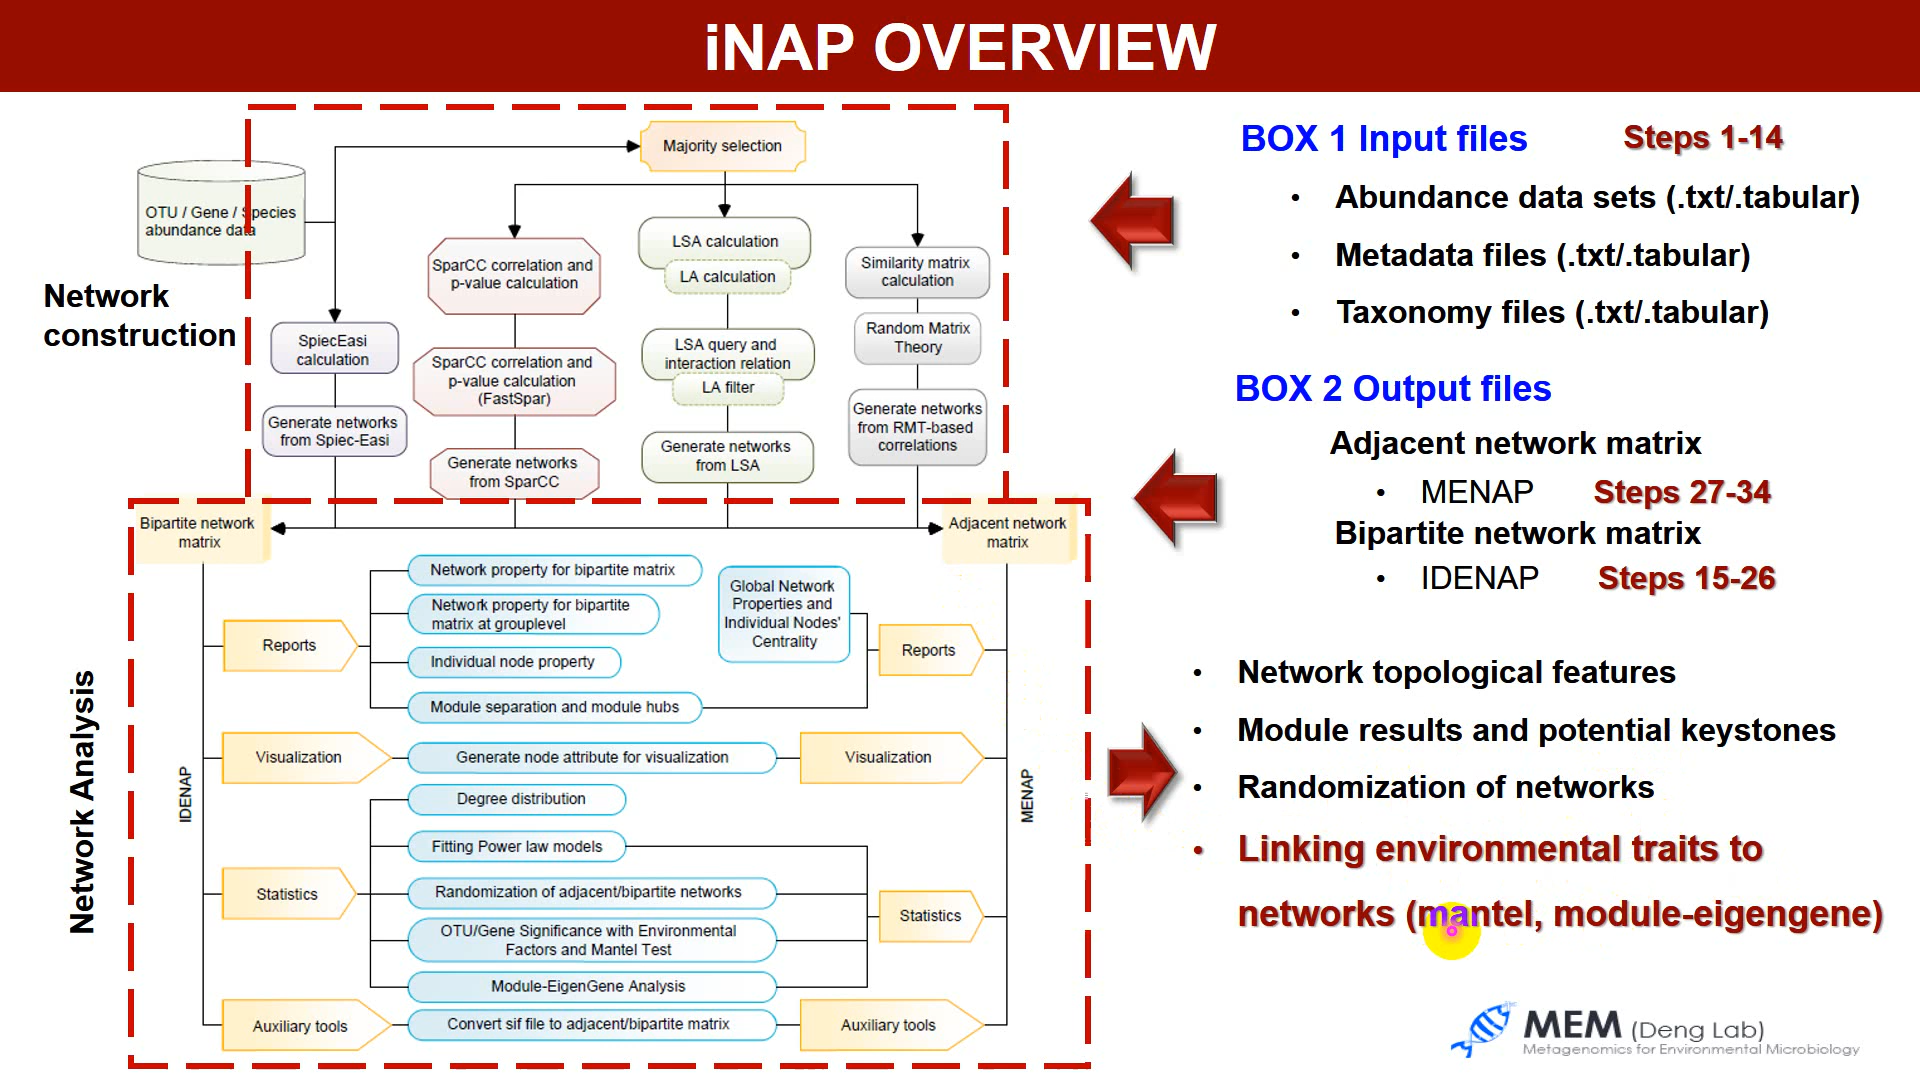 iNAP OVERVIEW
Majority selection
OTU / Gene / Species
abundance data
Network
construction
SpiecEasi
calculation
Generate networks
from Spiec-Easi
SparCC correlation and
p-value calculation
SparCC correlation and
p-value calculation
(FastSpar)
Generate networks
from SparCC
LSA calculation
LA calculation
LSA query and
interaction relation
LA filter
Generate networks
from LSA
Similarity matrix
calculation
Random Matrix
Theory
Generate networks
from RMT-based
correlations
Bipartite network
matrix
Adjacent network
matrix
Network Analysis
IDENAP
Reports
Visualization
Statistics
Auxiliary tools
Network property for bipartite matrix
Network property for bipartite
matrix at grouplevel
Individual node property
Module separation and module hubs
Generate node attribute for visualization
Degree distribution
Fitting Power law models
Randomization of adjacent/bipartite networks
OTU/Gene Significance with Environmental
Factors and Mantel Test
Module-EigenGene Analysis
Convert sif file to adjacent/bipartite matrix
Global Network
Properties and
Individual Nodes'
Centrality
Reports
Visualization
Statistics
Auxiliary tools
MENAP
BOX 1 Input files Steps 1-14
• Abundance data sets (.txt/.tabular)
• Metadata files (.txt/.tabular)
• Taxonomy files (.txt/.tabular)
BOX 2 Output files
Adjacent network matrix
• MENAP Steps 27-34
Bipartite network matrix
• IDENAP Steps 15-26
• Network topological features
• Module results and potential keystones
• Randomization of networks
• Linking environmental traits to
networks (mantel, module-eigengene)
MEM (Deng Lab)
Metagenomics for Environmental Microbiology